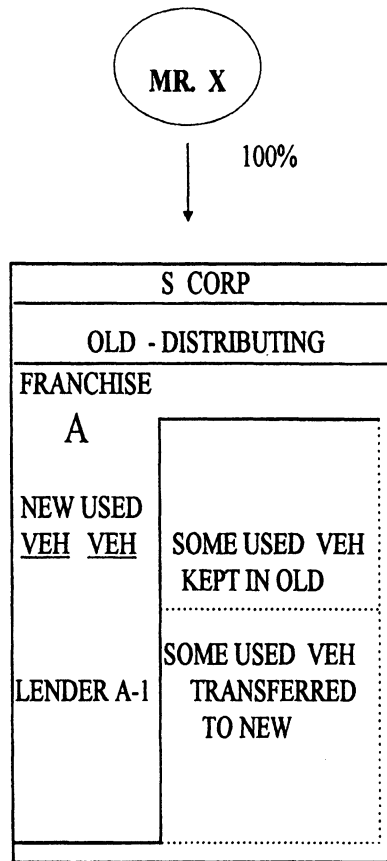 MR. X
100%
S CORP
OLD - DISTRIBUTING
FRANCHISE
A
NEW USED
VEH VEH
SOME USED VEH
KEPT IN OLD
LENDER A-1
SOME USED VEH
TRANSFERRED
TO NEW